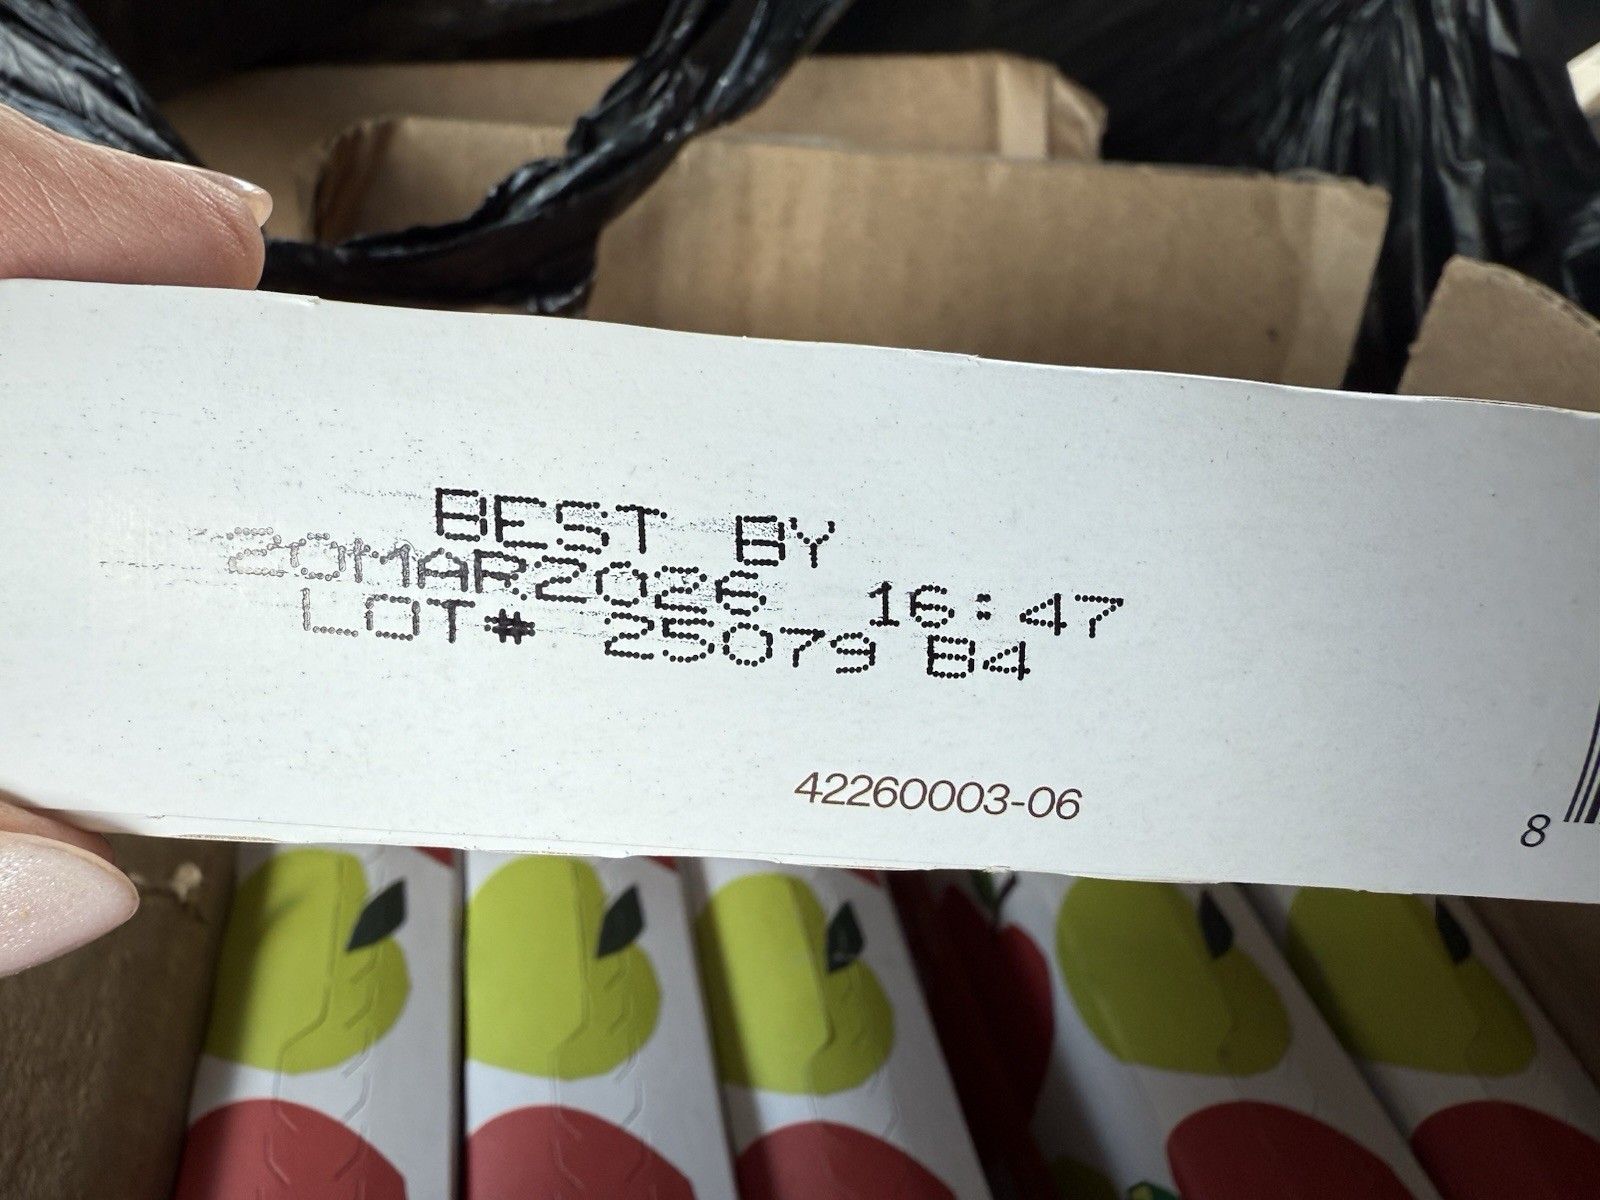 BEST BY
20MAR2026 16:47
LOT# 25079 B4
42260003-06
8